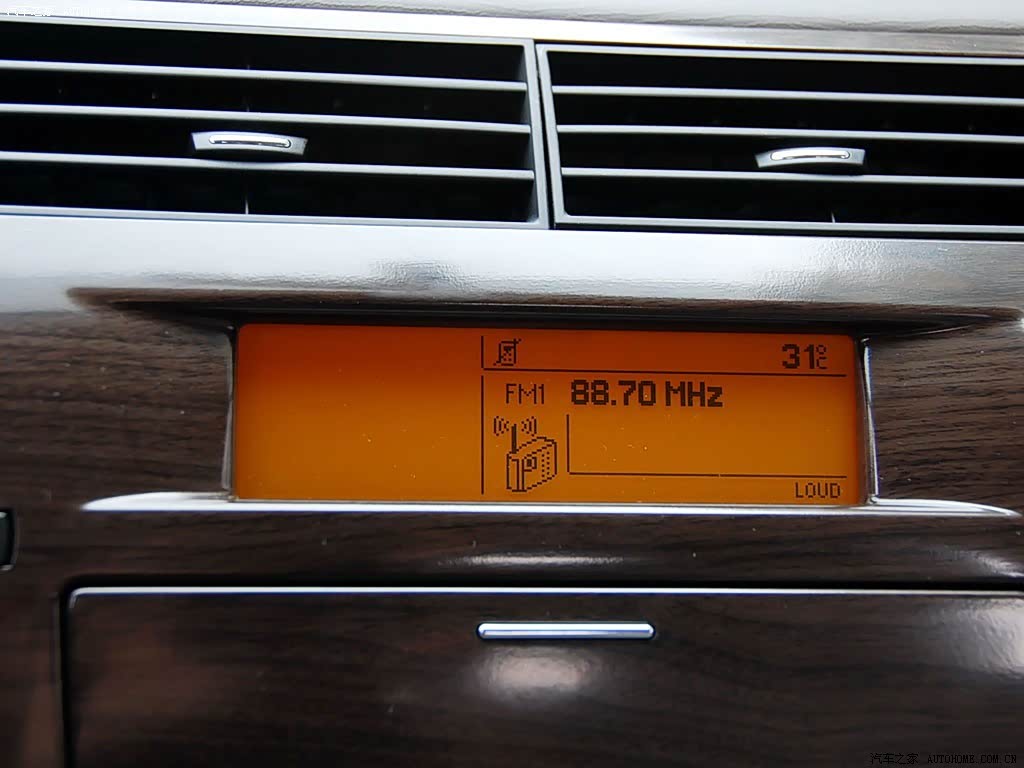 31°C
FM1 88.70 MHz
LOUD
汽车之家 AUTOHOME.COM.CN